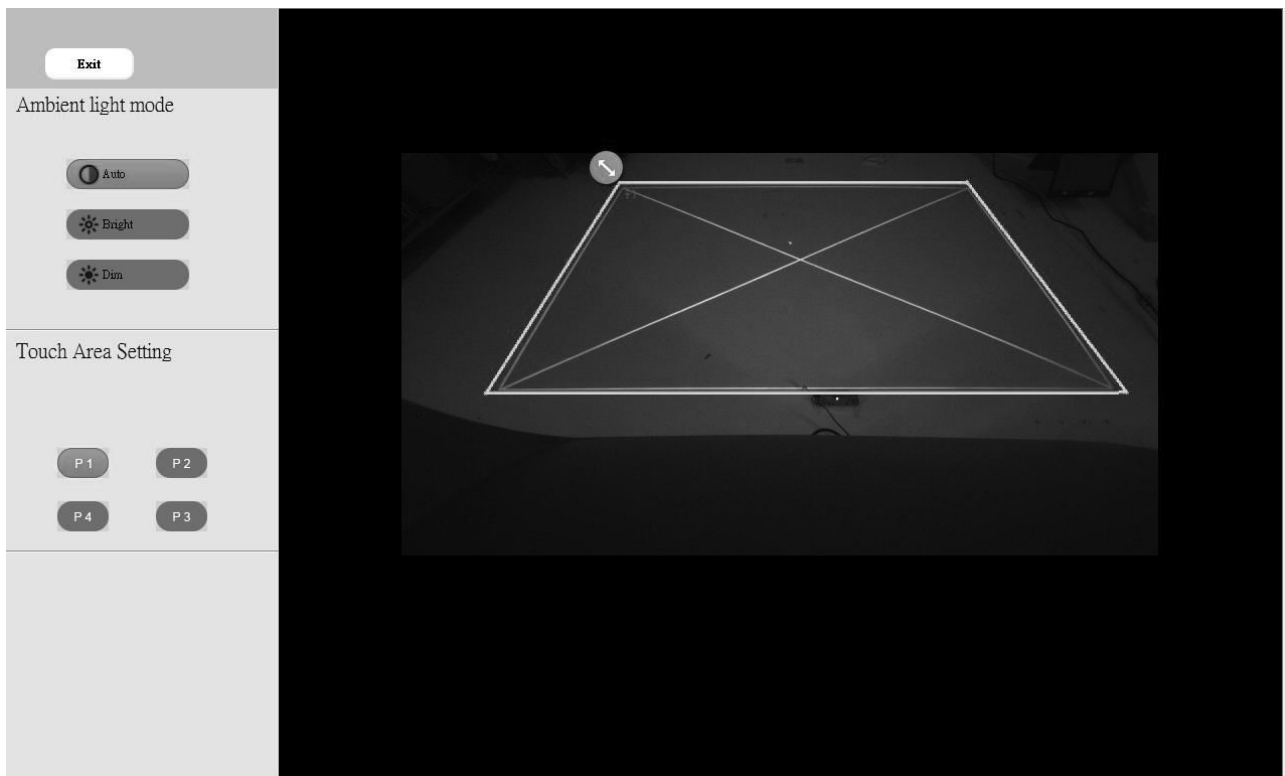 Exit
Ambient light mode
Auto
Bright
Dim
Touch Area Setting
P1
P2
P4
P3